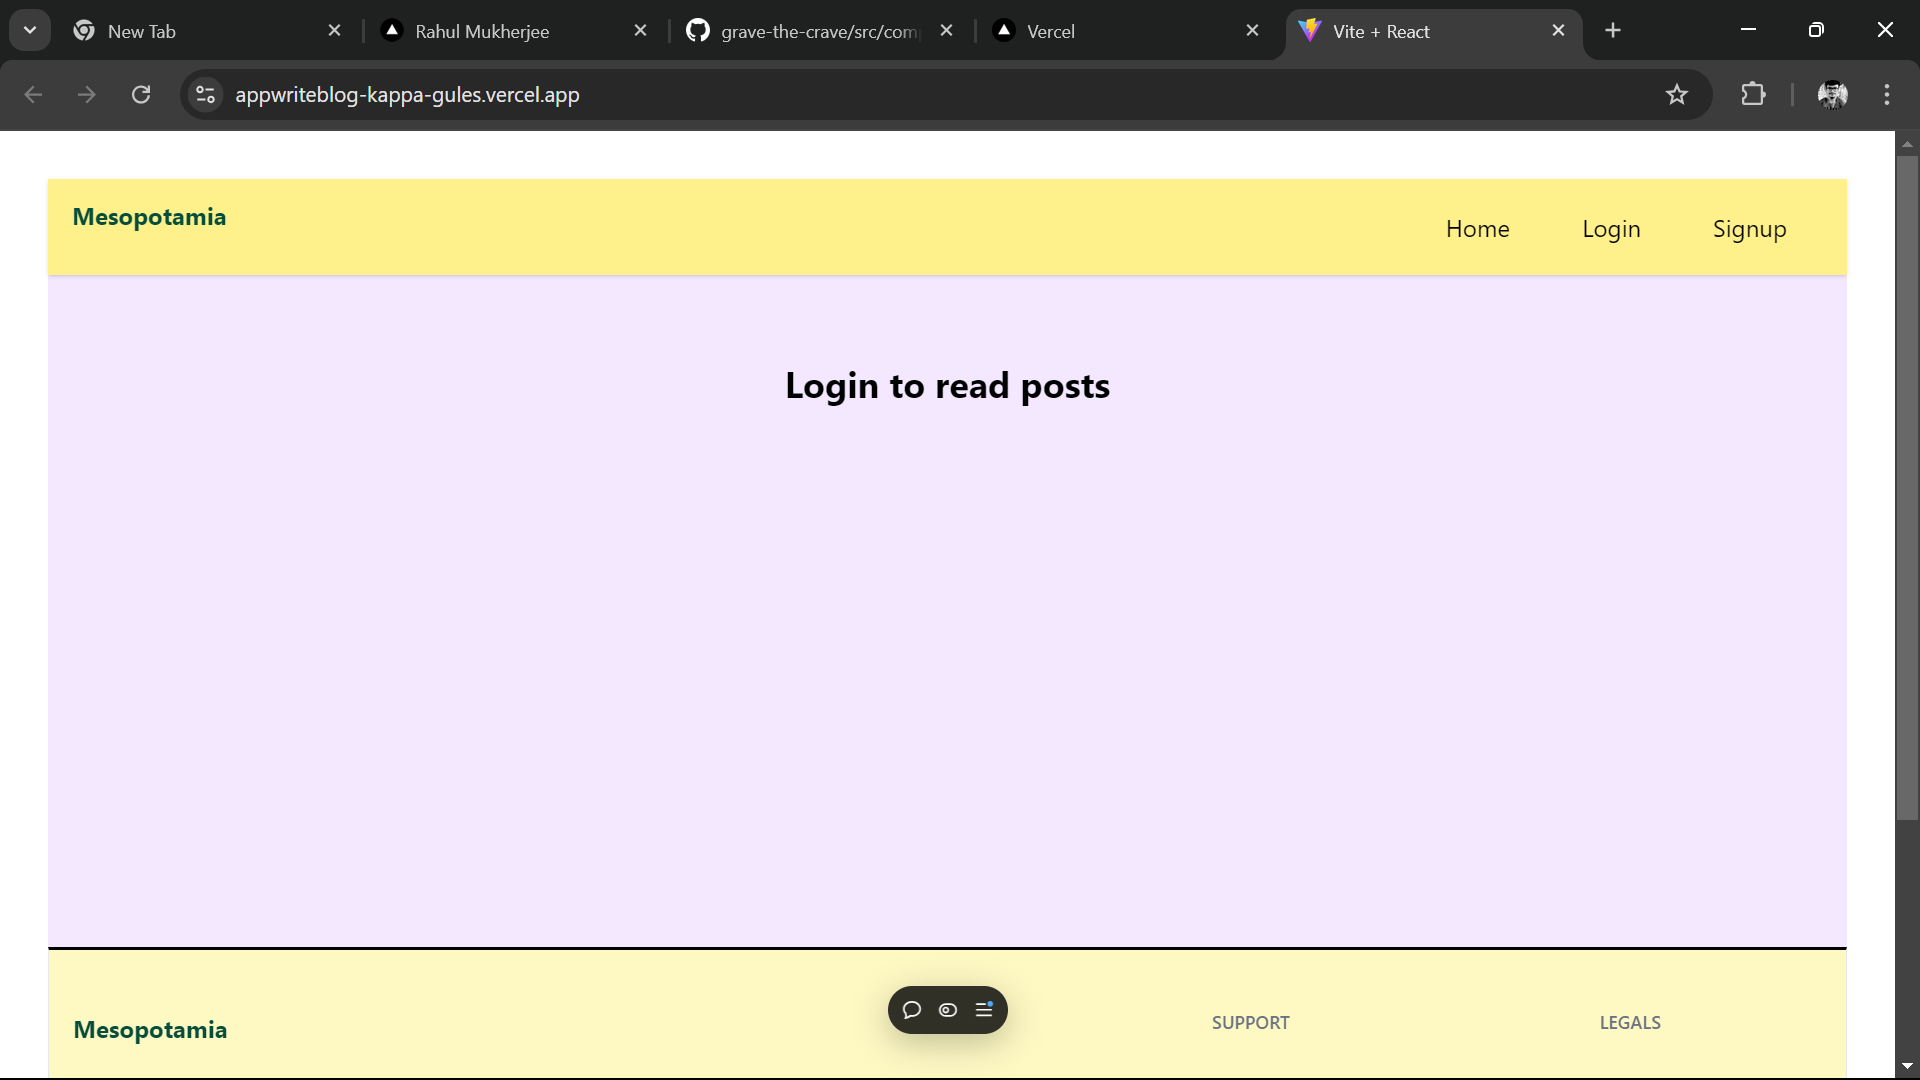 New Tab
Rahul Mukherjee
grave-the-crave/src/com
Vercel
Vite + React
appwriteblog-kappa-gules.vercel.app
Mesopotamia
Home Login Signup
Login to read posts
Mesopotamia
SUPPORT
LEGALS